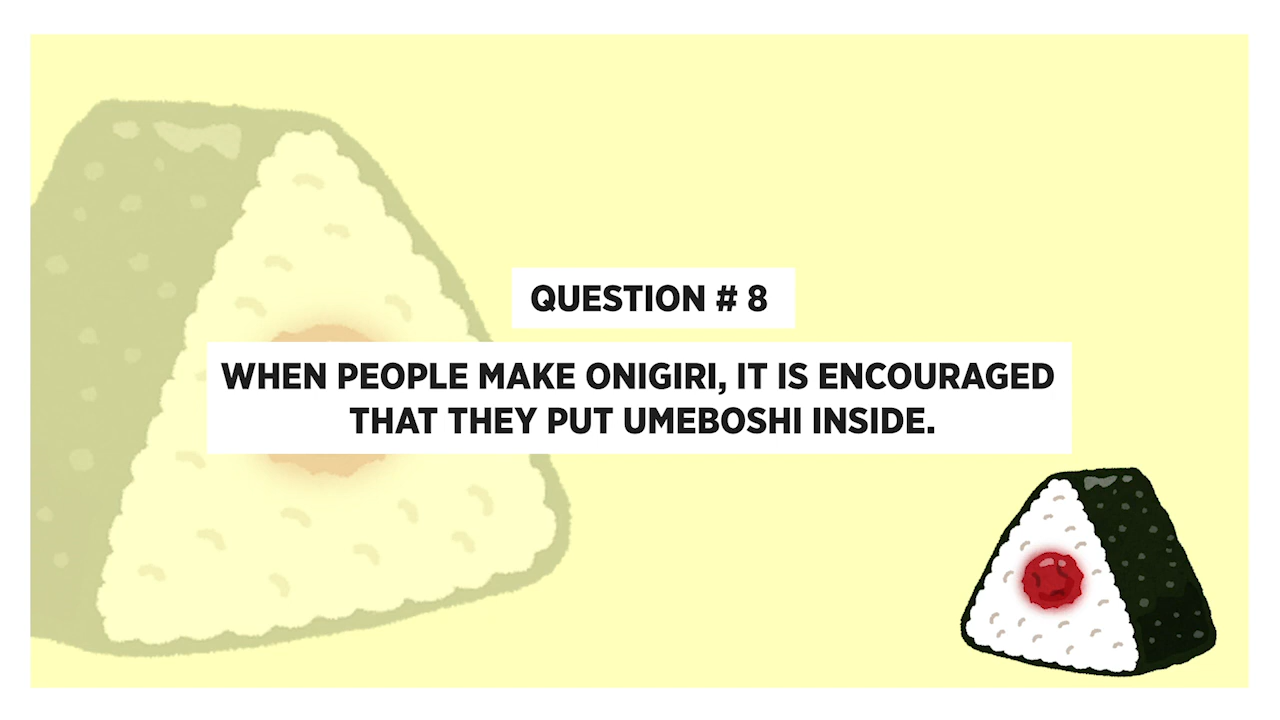 QUESTION # 8
WHEN PEOPLE MAKE ONIGIRI, IT IS ENCOURAGED
THAT THEY PUT UMEBOSHI INSIDE.